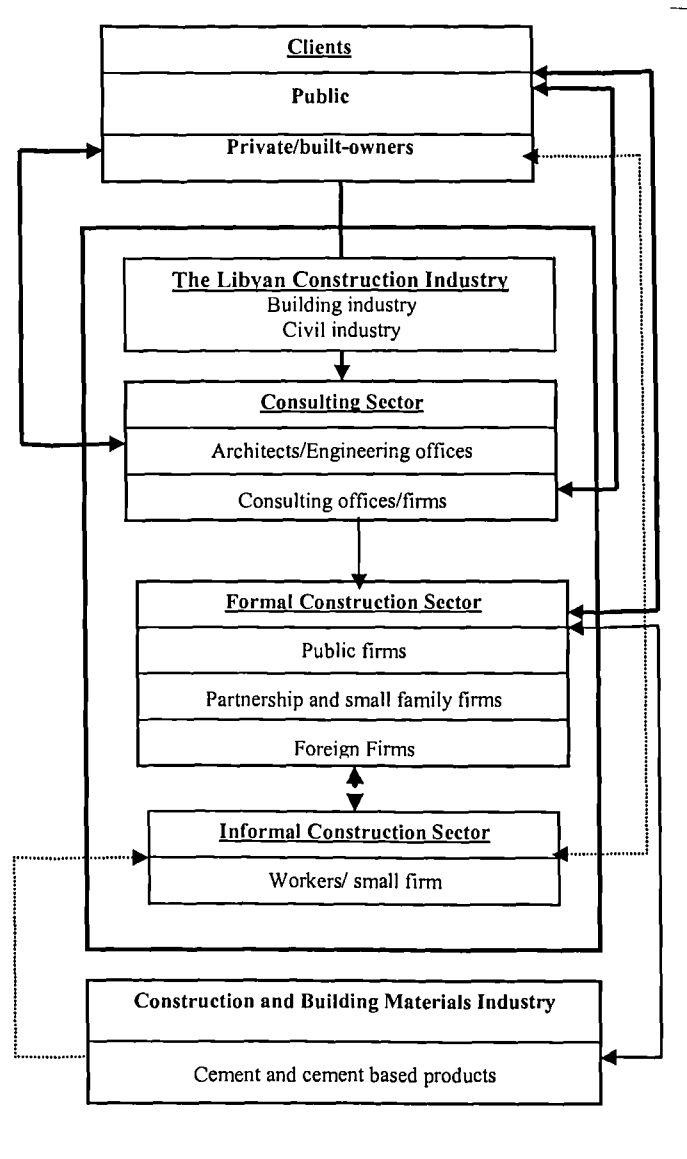 Clients
Public
Private/built-owners
The Libyan Construction Industry
Building industry
Civil industry
Consulting Sector
Architects/Engineering offices
Consulting offices/firms
Formal Construction Sector
Public firms
Partnership and small family firms
Foreign Firms
Informal Construction Sector
Workers/ small firm
Construction and Building Materials Industry
Cement and cement based products